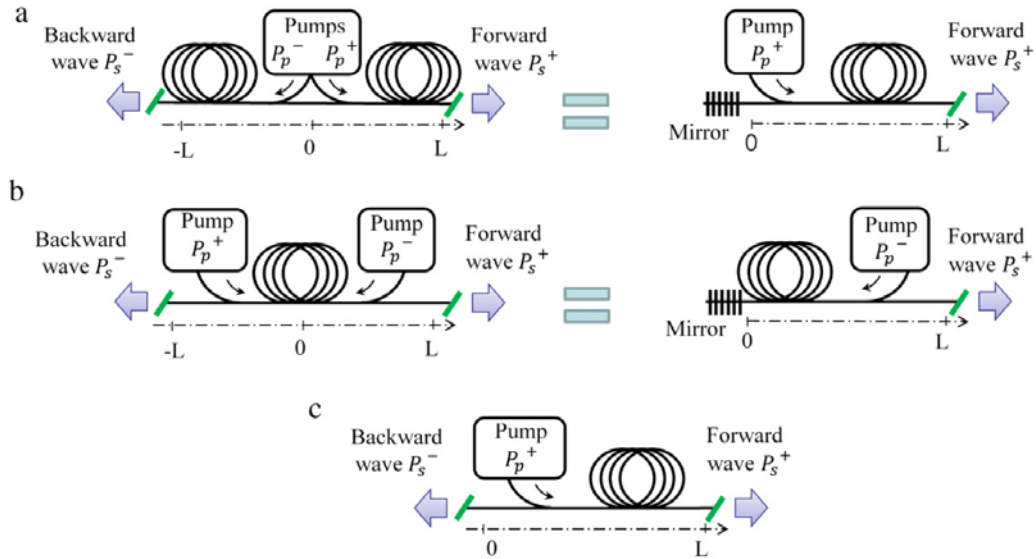 a
Backward
wave P_s^-
Pumps
P_p^- P_p^+
Forward
wave P_s^+
-L 0 L
Pump
P_p^+
Forward
wave P_s^+
Mirror
0 L
b
Backward
wave P_s^-
Pump
P_p^+
Pump
P_p^-
Forward
wave P_s^+
-L 0 L
Pump
P_p^-
Forward
wave P_s^+
Mirror
0 L
c
Backward
wave P_s^-
Pump
P_p^+
Forward
wave P_s^+
0 L